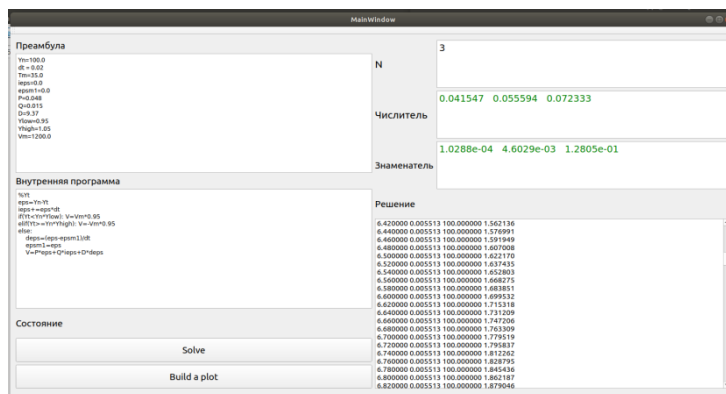 MainWindow
Преамбула
Yn=100.0
dt = 0.02
Tm=35.0
ieps=0.0
epsm1=0.0
P=0.048
Q=0.015
D=9.37
Ylow=0.95
Yhigh=1.05
Vm=1200.0
Внутренняя программа
%Yt
eps=Yn-Yt
ieps+=eps*dt
if(Yt<Yn*Ylow): V=Vm*0.95
elif(Yt>=Yn*Yhigh): V=-Vm*0.95
else:
deps=(eps-epsm1)/dt
epsm1=eps
V=P*eps+Q*ieps+D*deps
Состояние
Solve
Build a plot
N
3
Числитель
0.041547 0.055594 0.072333
Знаменатель
1.0288e-04 4.6029e-03 1.2805e-01
Решение
6.420000 0.005513 100.000000 1.562136
6.440000 0.005513 100.000000 1.576991
6.460000 0.005513 100.000000 1.591949
6.480000 0.005513 100.000000 1.607008
6.500000 0.005513 100.000000 1.622170
6.520000 0.005513 100.000000 1.637435
6.540000 0.005513 100.000000 1.652803
6.560000 0.005513 100.000000 1.668275
6.580000 0.005513 100.000000 1.683851
6.600000 0.005513 100.000000 1.699532
6.620000 0.005513 100.000000 1.715318
6.640000 0.005513 100.000000 1.731209
6.660000 0.005513 100.000000 1.747206
6.680000 0.005513 100.000000 1.763309
6.700000 0.005513 100.000000 1.779519
6.720000 0.005513 100.000000 1.795837
6.740000 0.005513 100.000000 1.812262
6.760000 0.005513 100.000000 1.828795
6.780000 0.005513 100.000000 1.845436
6.800000 0.005513 100.000000 1.862187
6.820000 0.005513 100.000000 1.879046